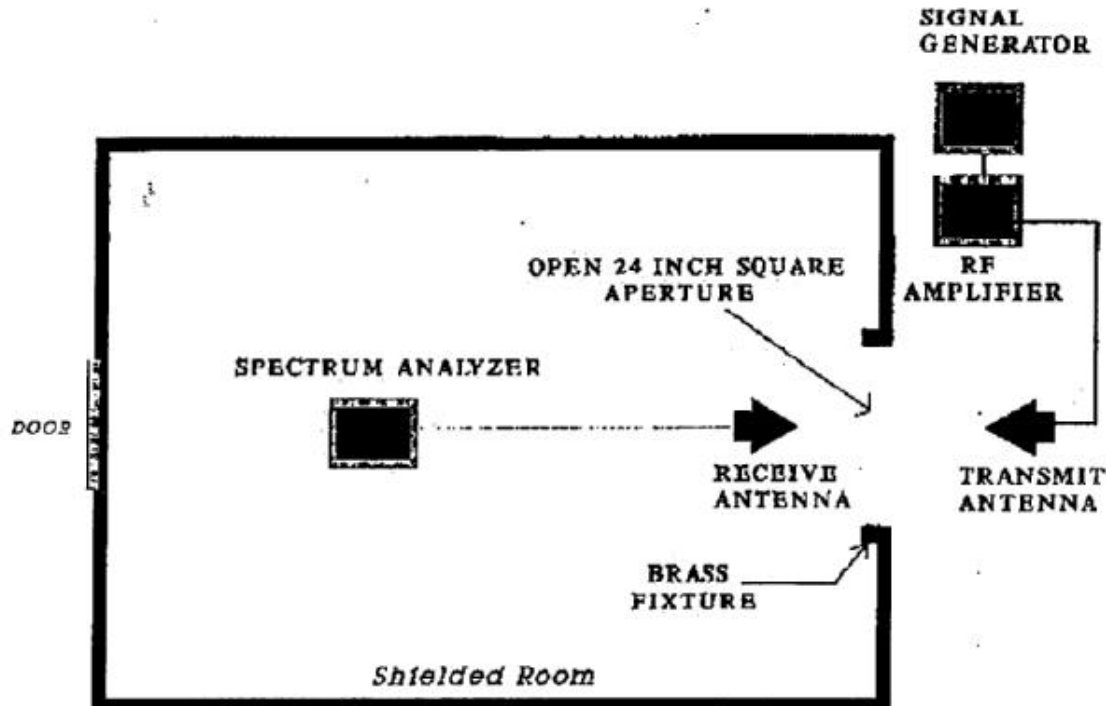 SIGNAL
GENERATOR
OPEN 24 INCH SQUARE
APERTURE
RF
AMPLIFIER
SPECTRUM ANALYZER
DOOR
RECEIVE
ANTENNA
TRANSMIT
ANTENNA
BRASS
FIXTURE
Shielded Room